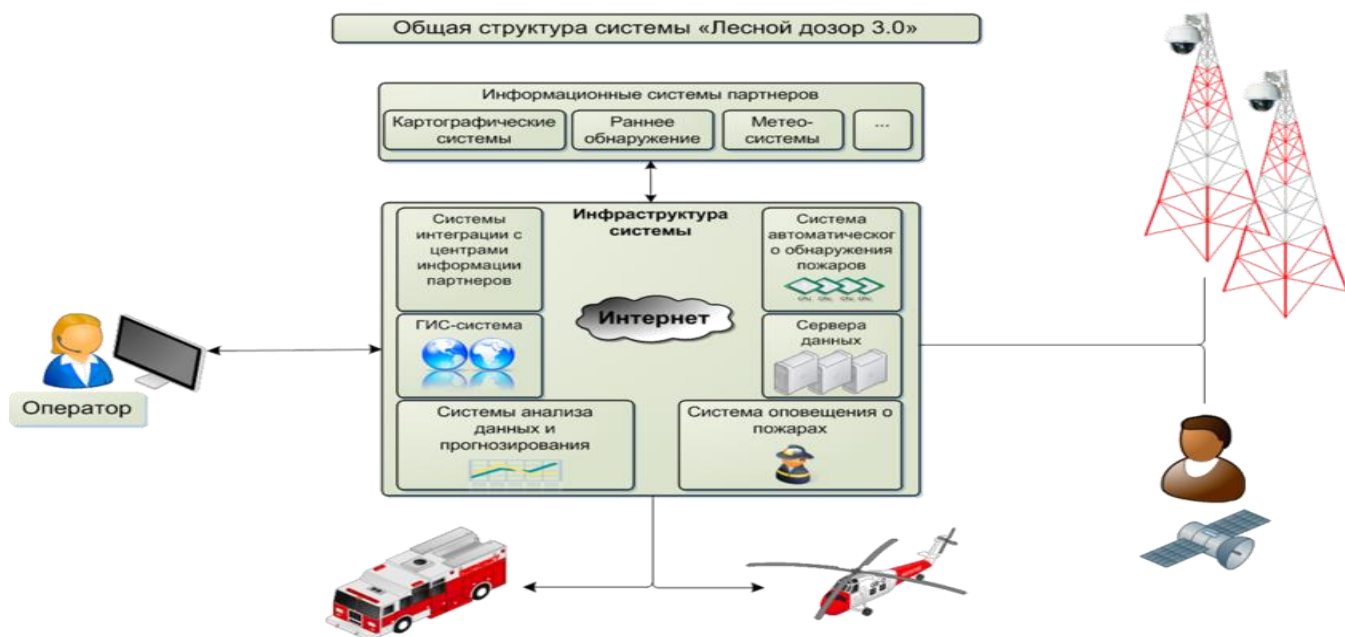 Общая структура системы «Лесной дозор 3.0»
Информационные системы партнеров
Картографические
системы
Раннее
обнаружение
Метео-
системы
...
Инфраструктура
системы
Системы
интеграции с
центрами
информации
партнеров
Система
автоматическог
о обнаружения
пожаров
Интернет
ГИС-система
Сервера
данных
Системы анализа
данных и
прогнозирования
Система оповещения о
пожарах
Оператор